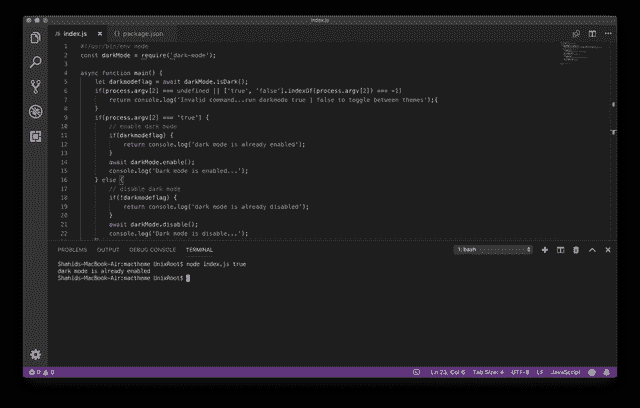 index.js
index.js package.json
1 #!/usr/bin/env node
2 const darkMode = require('dark-mode');
3
4 async function main() {
5 let darkmodeflag = await darkMode.isDark();
6 if(process.argv[2] === undefined || ['true', 'false'].indexOf(process.argv[2]) === -1)
7 return console.log('Invalid command...run darkmode true | false to toggle between themes');{
8 }
9 if(process.argv[2] === "true") {
10 // enable dark mode
11 if(darkmodeflag) {
12 return console.log('dark mode is already enabled');
13 }
14 await darkMode.enable();
15 console.log('Dark mode is enabled...');
16 } else {
17 // disable dark mode
18 if(!darkmodeflag) {
19 return console.log('dark mode is already disabled');
20 }
21 await darkMode.disable();
22 console.log('Dark mode is disable...');
PROBLEMS OUTPUT DEBUG CONSOLE TERMINAL 1: bash
Shahids-MacBook-Air:mactheme UnixRoot$ node index.js true
dark mode is already enabled
Shahids-MacBook-Air:mactheme UnixRoot$
0 0 Ln 23, Col 6 Tab Size: 4 UTF-8 LF JavaScript